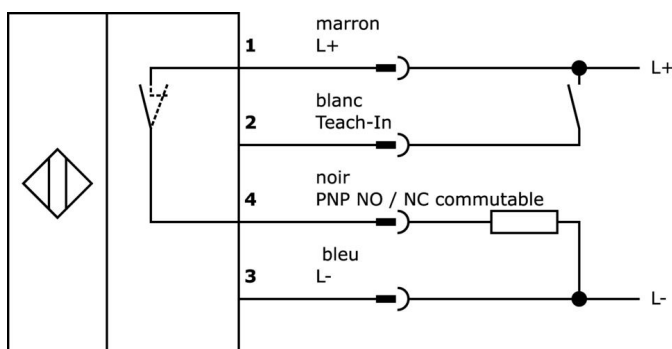 marron
1 L+
L+
blanc
2 Teach-In
noir
4 PNP NO / NC commutable
bleu
3 L-
L-